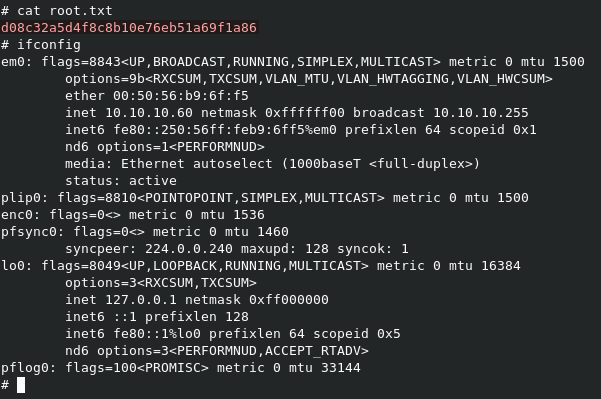 # cat root.txt
d08c32a5d4f8c8b10e76eb51a69f1a86
# ifconfig
em0: flags=8843<UP,BROADCAST,RUNNING,SIMPLEX,MULTICAST> metric 0 mtu 1500
        options=9b<RXCSUM,TXCSUM,VLAN_MTU,VLAN_HWTAGGING,VLAN_HWCSUM>
        ether 00:50:56:b9:6f:f5
        inet 10.10.10.60 netmask 0xffffff00 broadcast 10.10.10.255
        inet6 fe80::250:56ff:feb9:6ff5%em0 prefixlen 64 scopeid 0x1
        nd6 options=1<PERFORMNUD>
        media: Ethernet autoselect (1000baseT <full-duplex>)
        status: active
plip0: flags=8810<POINTOPOINT,SIMPLEX,MULTICAST> metric 0 mtu 1500
enc0: flags=0<> metric 0 mtu 1536
pfsync0: flags=0<> metric 0 mtu 1460
        syncpeer: 224.0.0.240 maxupd: 128 syncok: 1
lo0: flags=8049<UP,LOOPBACK,RUNNING,MULTICAST> metric 0 mtu 16384
        options=3<RXCSUM,TXCSUM>
        inet 127.0.0.1 netmask 0xff000000
        inet6 ::1 prefixlen 128
        inet6 fe80::1%lo0 prefixlen 64 scopeid 0x5
        nd6 options=3<PERFORMNUD,ACCEPT_RTADV>
pflog0: flags=100<PROMISC> metric 0 mtu 33144
#